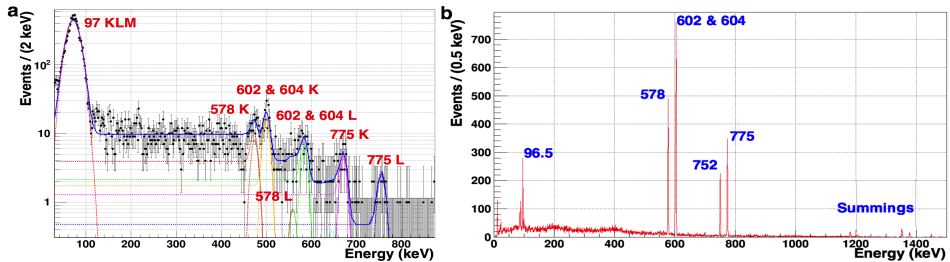 a
Events / (2 keV)
10²
10
1
97 KLM
602 & 604 K
578 K
602 & 604 L
775 K
775 L
578 L
100 200 300 400 500 600 700 800
Energy (keV)
b
Events / (0.5 keV)
700
600
500
400
300
200
100
0
602 & 604
578
775
752
96.5
Summings
0 200 400 600 800 1000 1200 1400
Energy (keV)